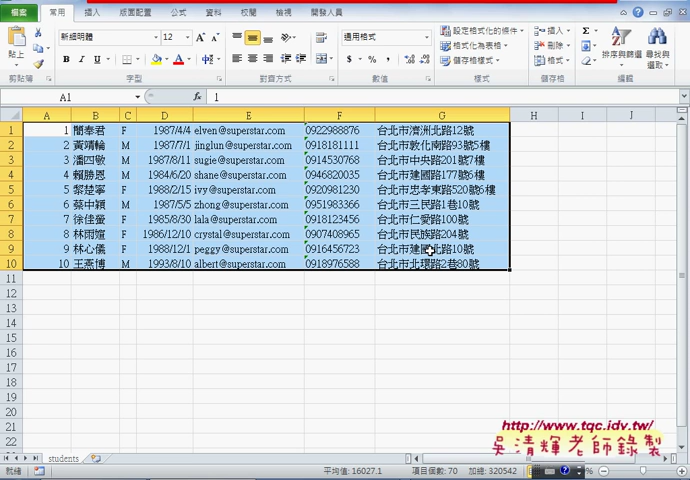 檔案 常用 插入 版面配置 公式 資料 校閱 檢視 開發人員
新細明體 12 A A 通用格式 設定格式化的條件 插入 Σ
貼上 B I U 格式化為表格 刪除 排序與篩選 尋找與選取
$ % , 儲存格樣式 格式
剪貼簿 字型 對齊方式 數值 樣式 儲存格 編輯
A1 fx 1
A B C D E F G H I J
1 1 閻奉君 F 1987/4/4 elven@superstar.com 0922988876 台北市濱洲北路12號
2 2 黃靖輪 M 1987/7/1 jinglun@superstar.com 0918181111 台北市敦化南路93號5樓
3 3 潘四敬 M 1987/8/11 sugie@superstar.com 0914530768 台北市中央路201號7樓
4 4 賴勝恩 M 1984/6/20 shane@superstar.com 0946820035 台北市建國路177號6樓
5 5 黎楚寧 F 1988/2/15 ivy@superstar.com 0920981230 台北市忠孝東路520號6樓
6 6 蔡中穎 M 1987/5/5 zhong@superstar.com 0951983366 台北市三民路1巷10號
7 7 徐佳螢 F 1985/8/30 lala@superstar.com 0918123456 台北市仁愛路100號
8 8 林雨媗 F 1986/12/10 crystal@superstar.com 0907408965 台北市民族路204號
9 9 林心儀 F 1988/12/1 peggy@superstar.com 0916456723 台北市建國北路10號
10 10 王燕博 M 1993/8/10 albert@superstar.com 0918976588 台北市北環路2巷80號
11
12
13
14
15
16
17
18
19
20
21
22
http://www.tqc.idv.tw/
吳清輝老師錄製
students
就緒 平均值: 16027.1 項目個數: 70 加總: 320542